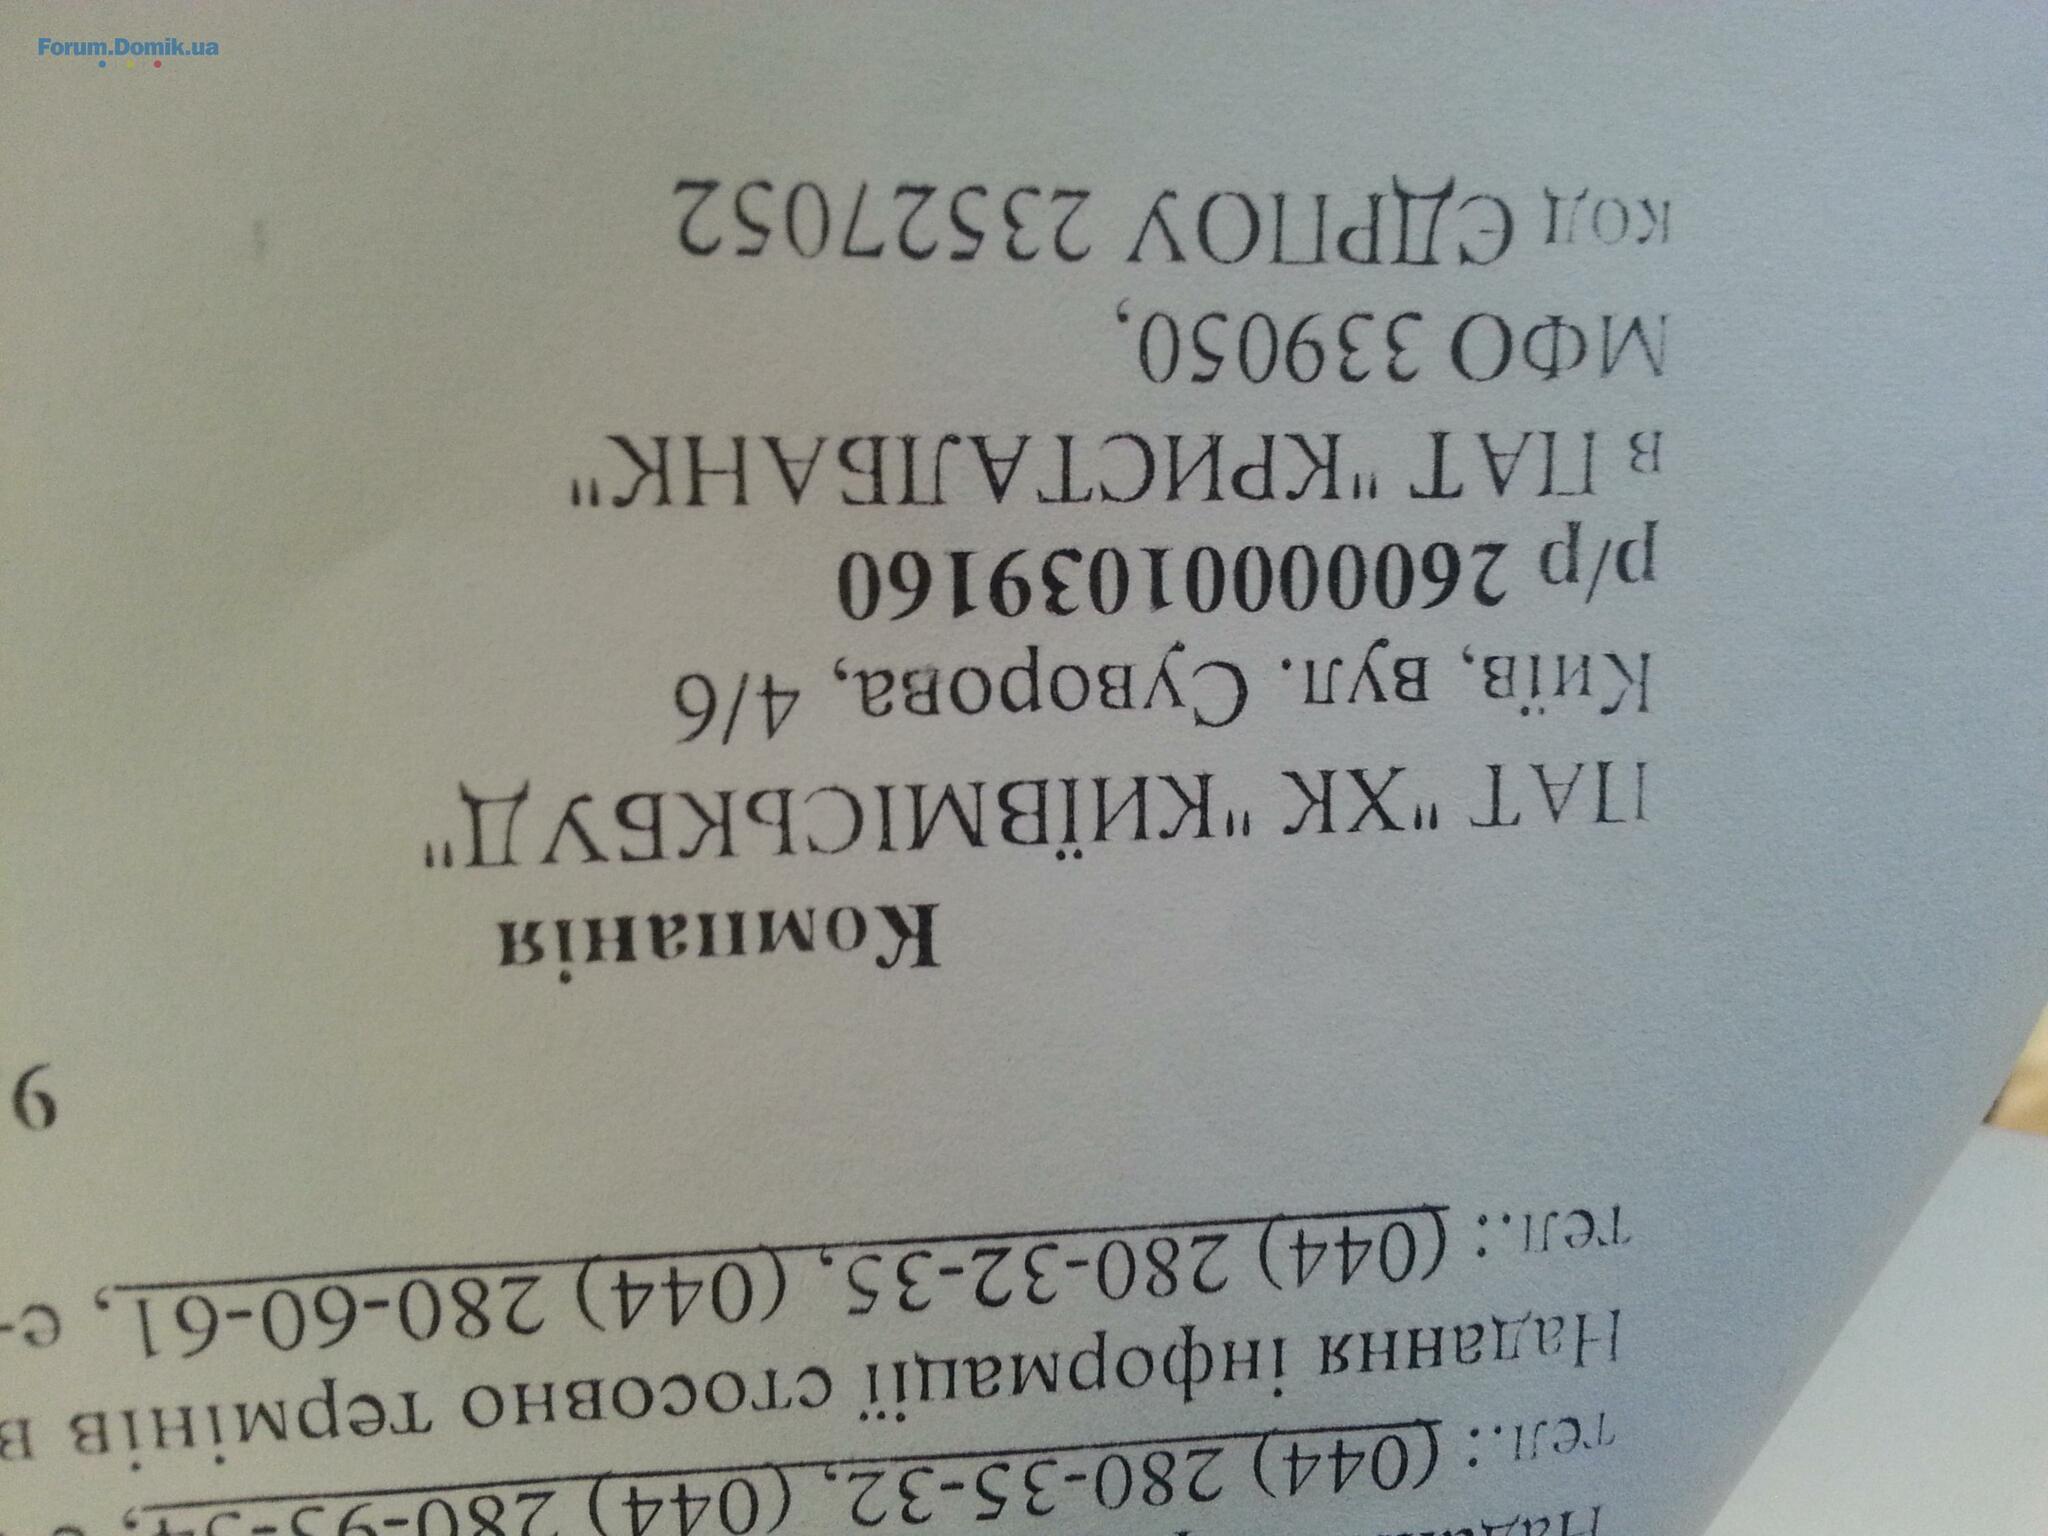 Forum.Domik.ua
тел.: (044) 280-35-32, (044)
Надання інформації стосовно термінів в
тел.: (044) 280-32-35, (044) 280-60-61, e-
9
Компанія
ПАТ "ХК "КИЇВМІСЬКБУД"
Київ, вул. Суворова, 4/6
р/р 26000001039160
в ПАТ "КРИСТАЛБАНК"
МФО 339050,
код ЄДРПОУ 23527052